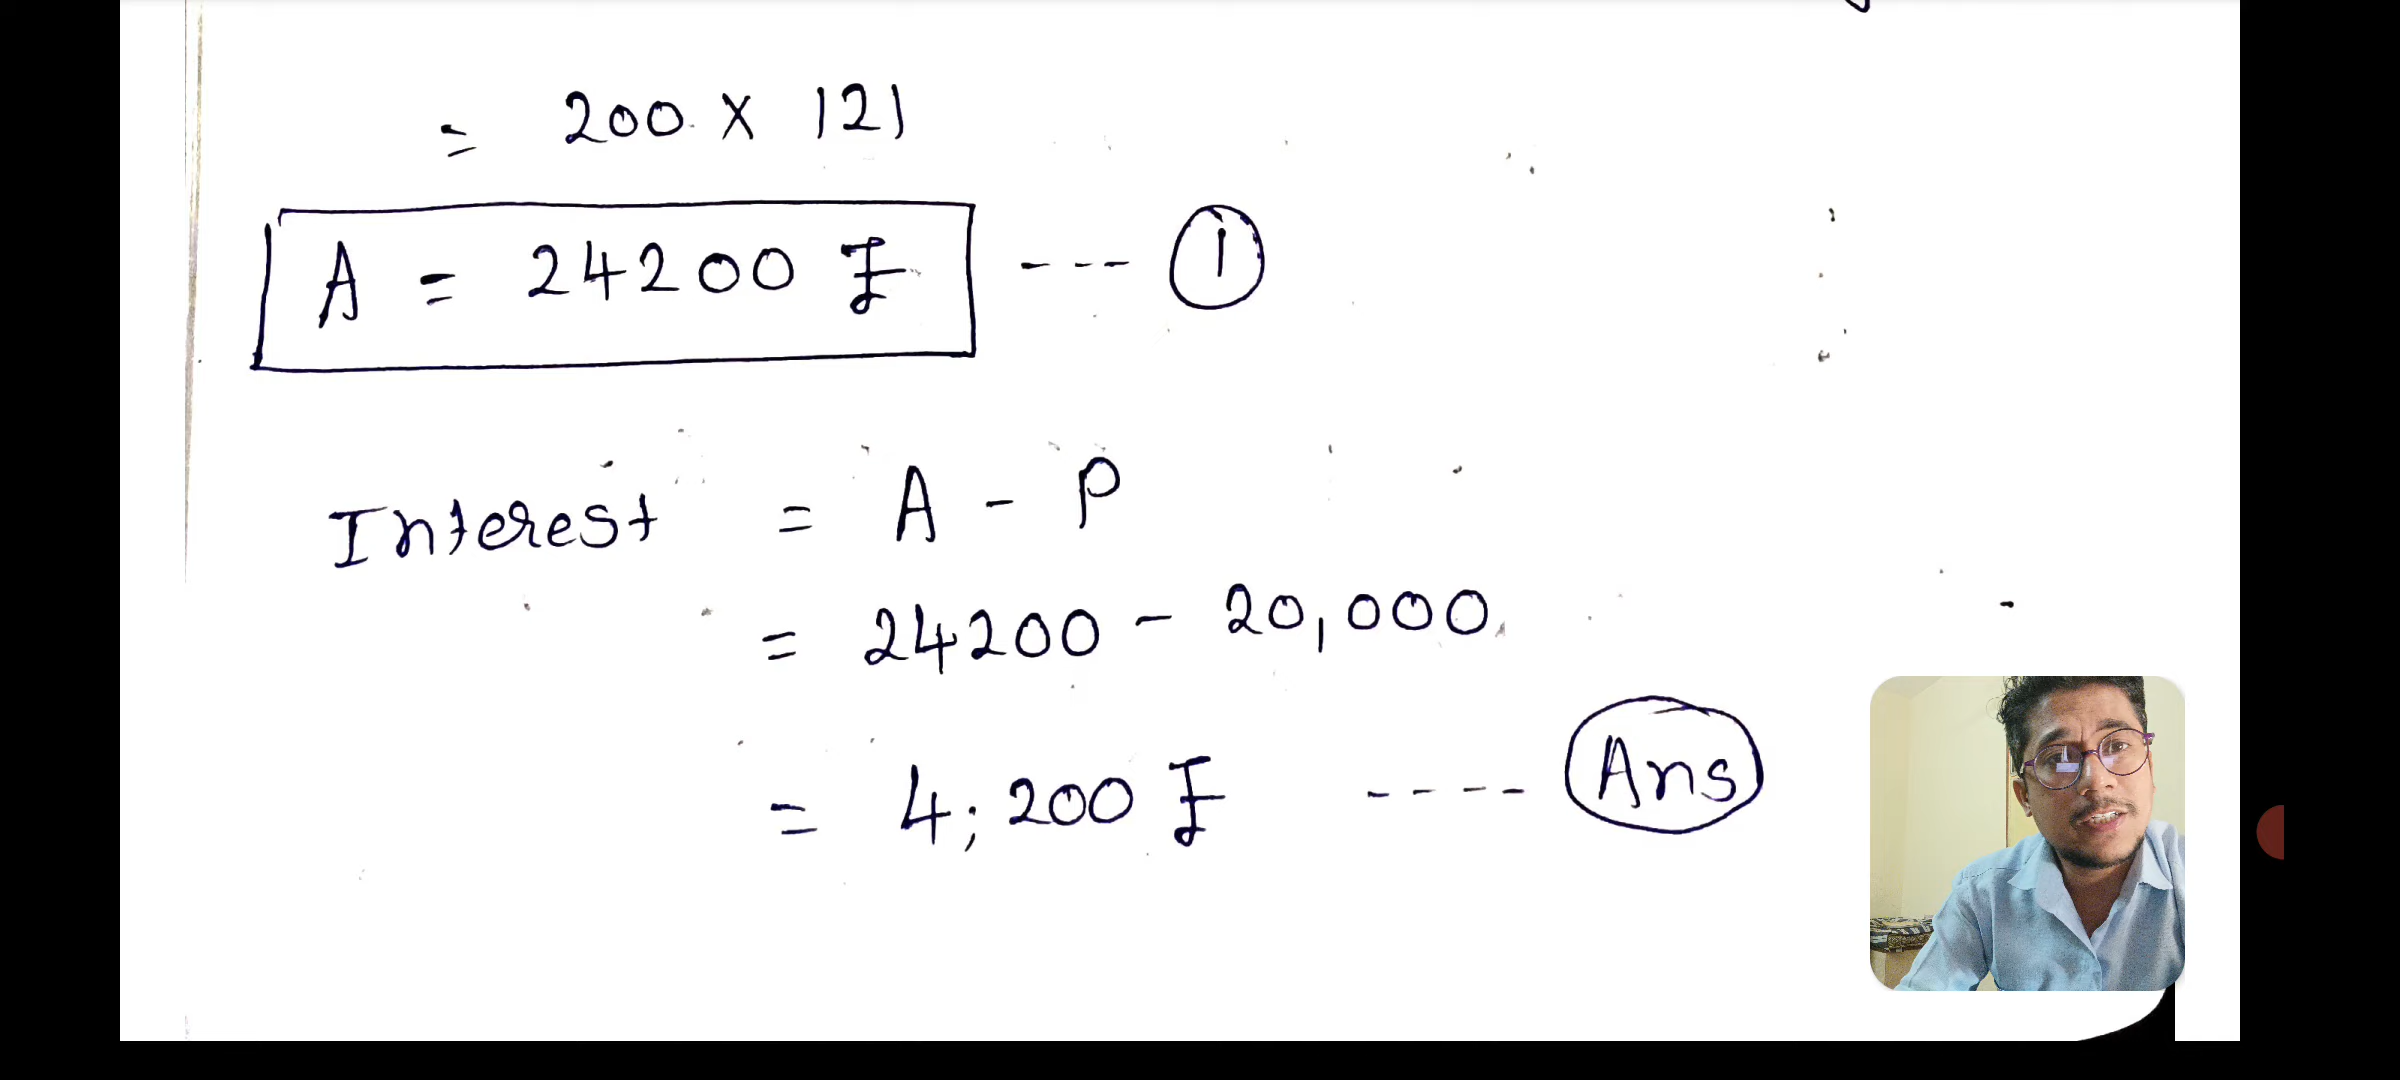 = 200 × 121
A = 24200 ₹ --- ①
Interest = A - P
= 24200 - 20,000
= 4,200 ₹ ---- Ans